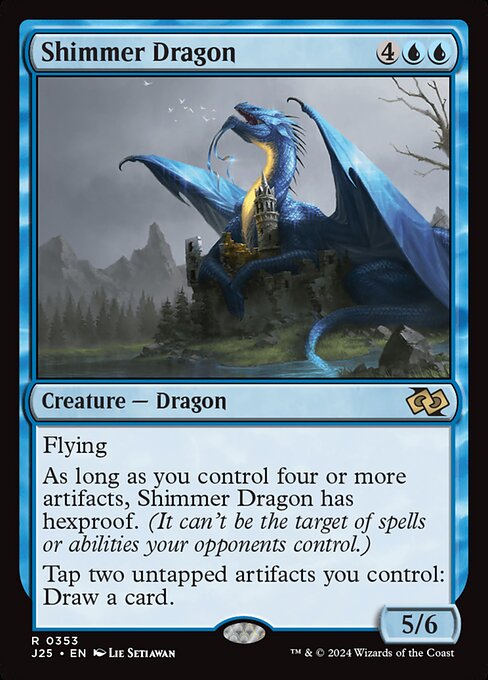 Shimmer Dragon 4
Creature — Dragon
Flying
As long as you control four or more
artifacts, Shimmer Dragon has
hexproof. (It can't be the target of spells
or abilities your opponents control.)
Tap two untapped artifacts you control:
Draw a card.
5/6
R 0353
J25 • EN Lie Setiawan
™ & © 2024 Wizards of the Coast